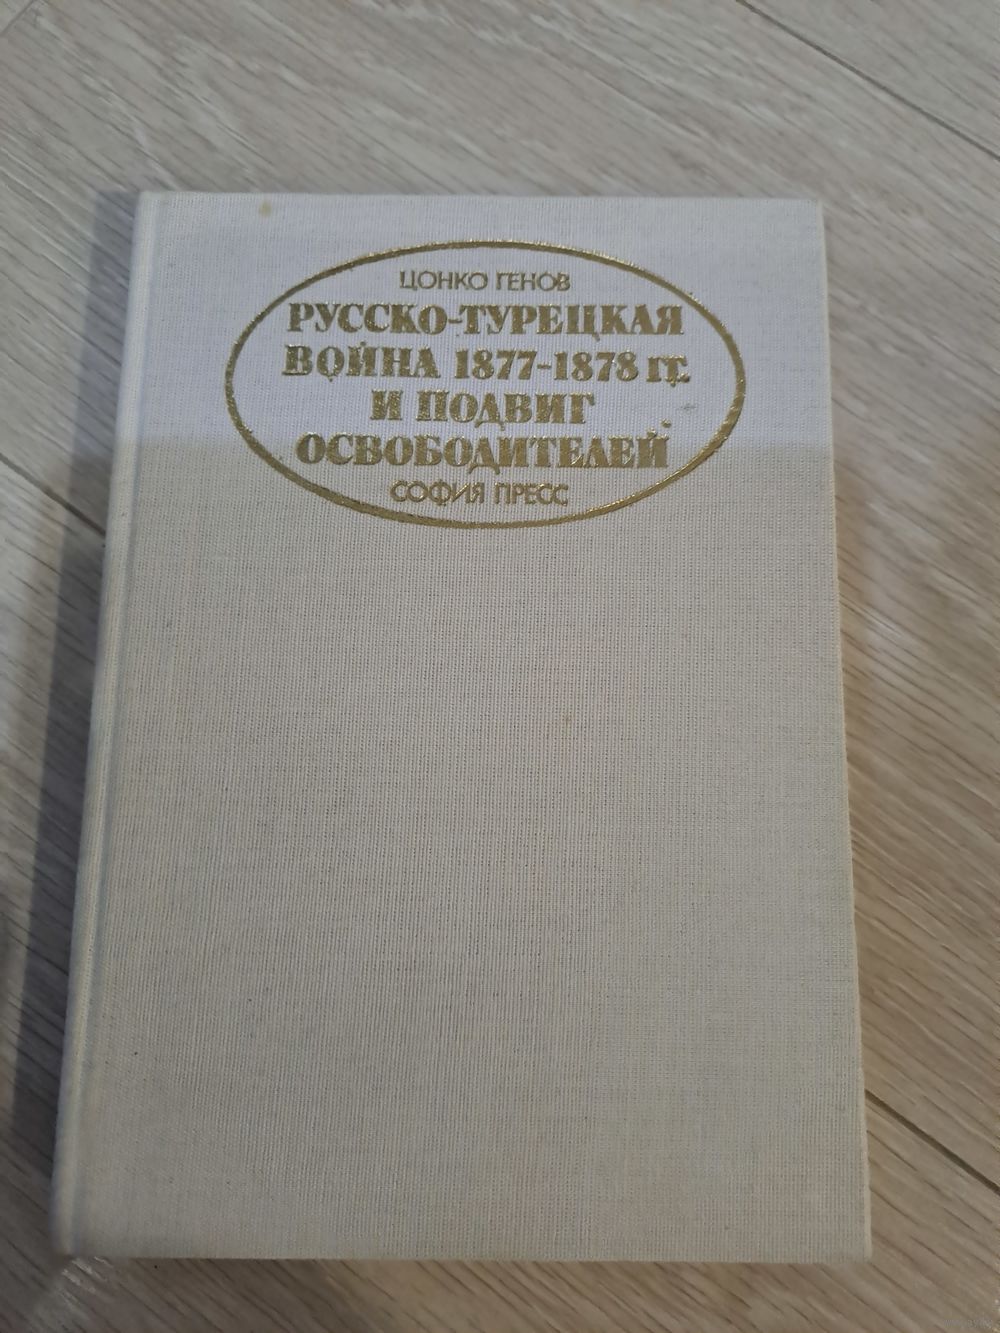 ЦОНКО ГЕНОВ
РУССКО-ТУРЕЦКАЯ
ВОЙНА 1877-1878 ГГ.
И ПОДВИГ
ОСВОБОДИТЕЛЕЙ
СОФИЯ ПРЕСС